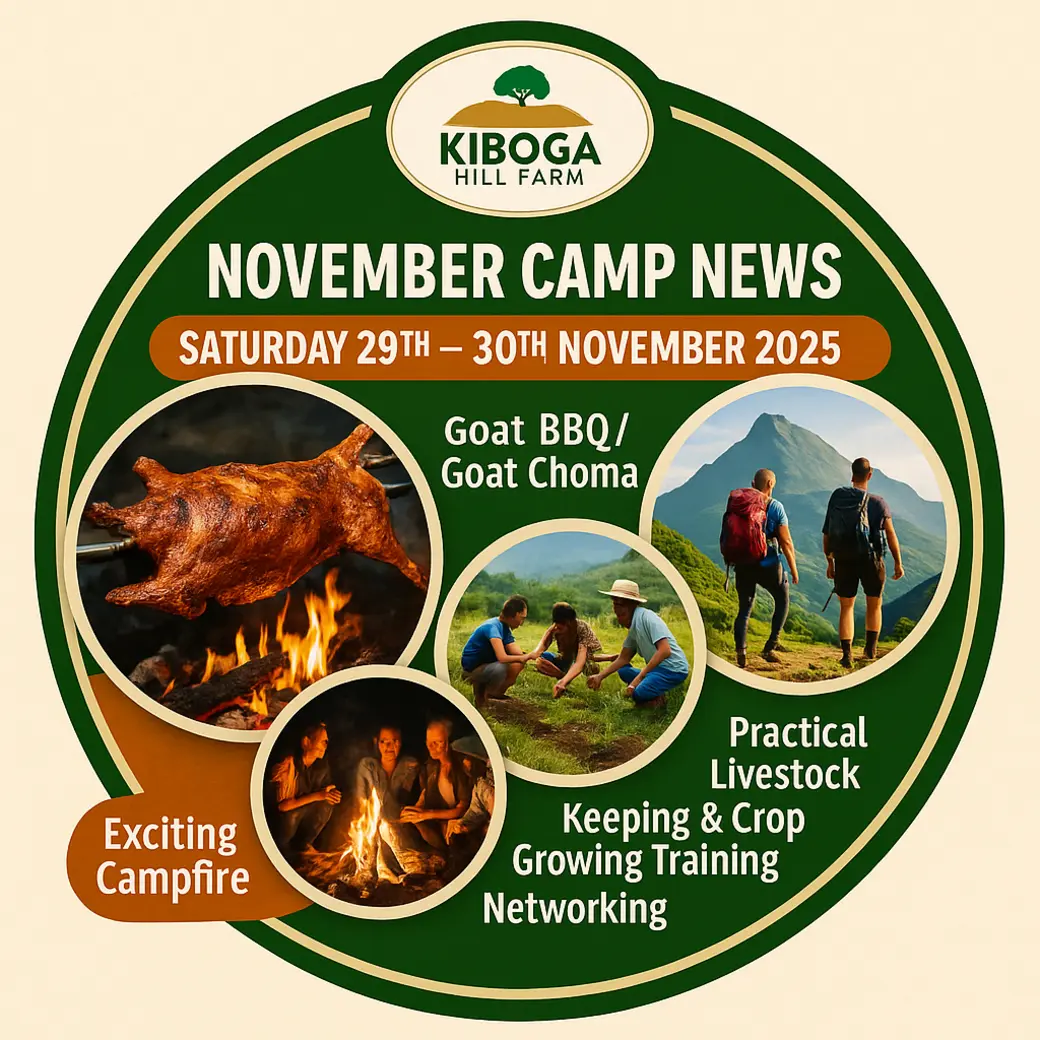 KIBOGA
HILL FARM
NOVEMBER CAMP NEWS
SATURDAY 29TH – 30TH NOVEMBER 2025
Goat BBQ/
Goat Choma
Practical
Livestock
Keeping & Crop
Growing Training
Networking
Exciting
Campfire